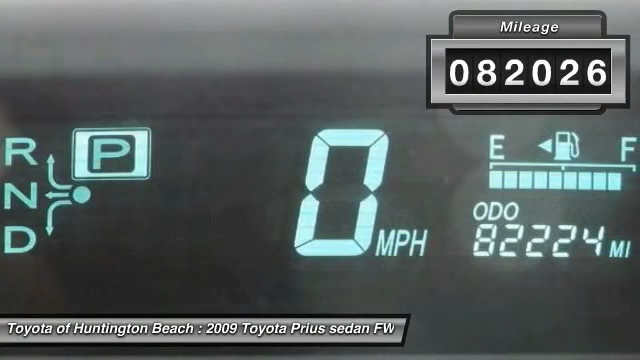 Mileage
082026
R
P
N
D
0 MPH
E F
ODO
82224 MI
Toyota of Huntington Beach : 2009 Toyota Prius sedan FW